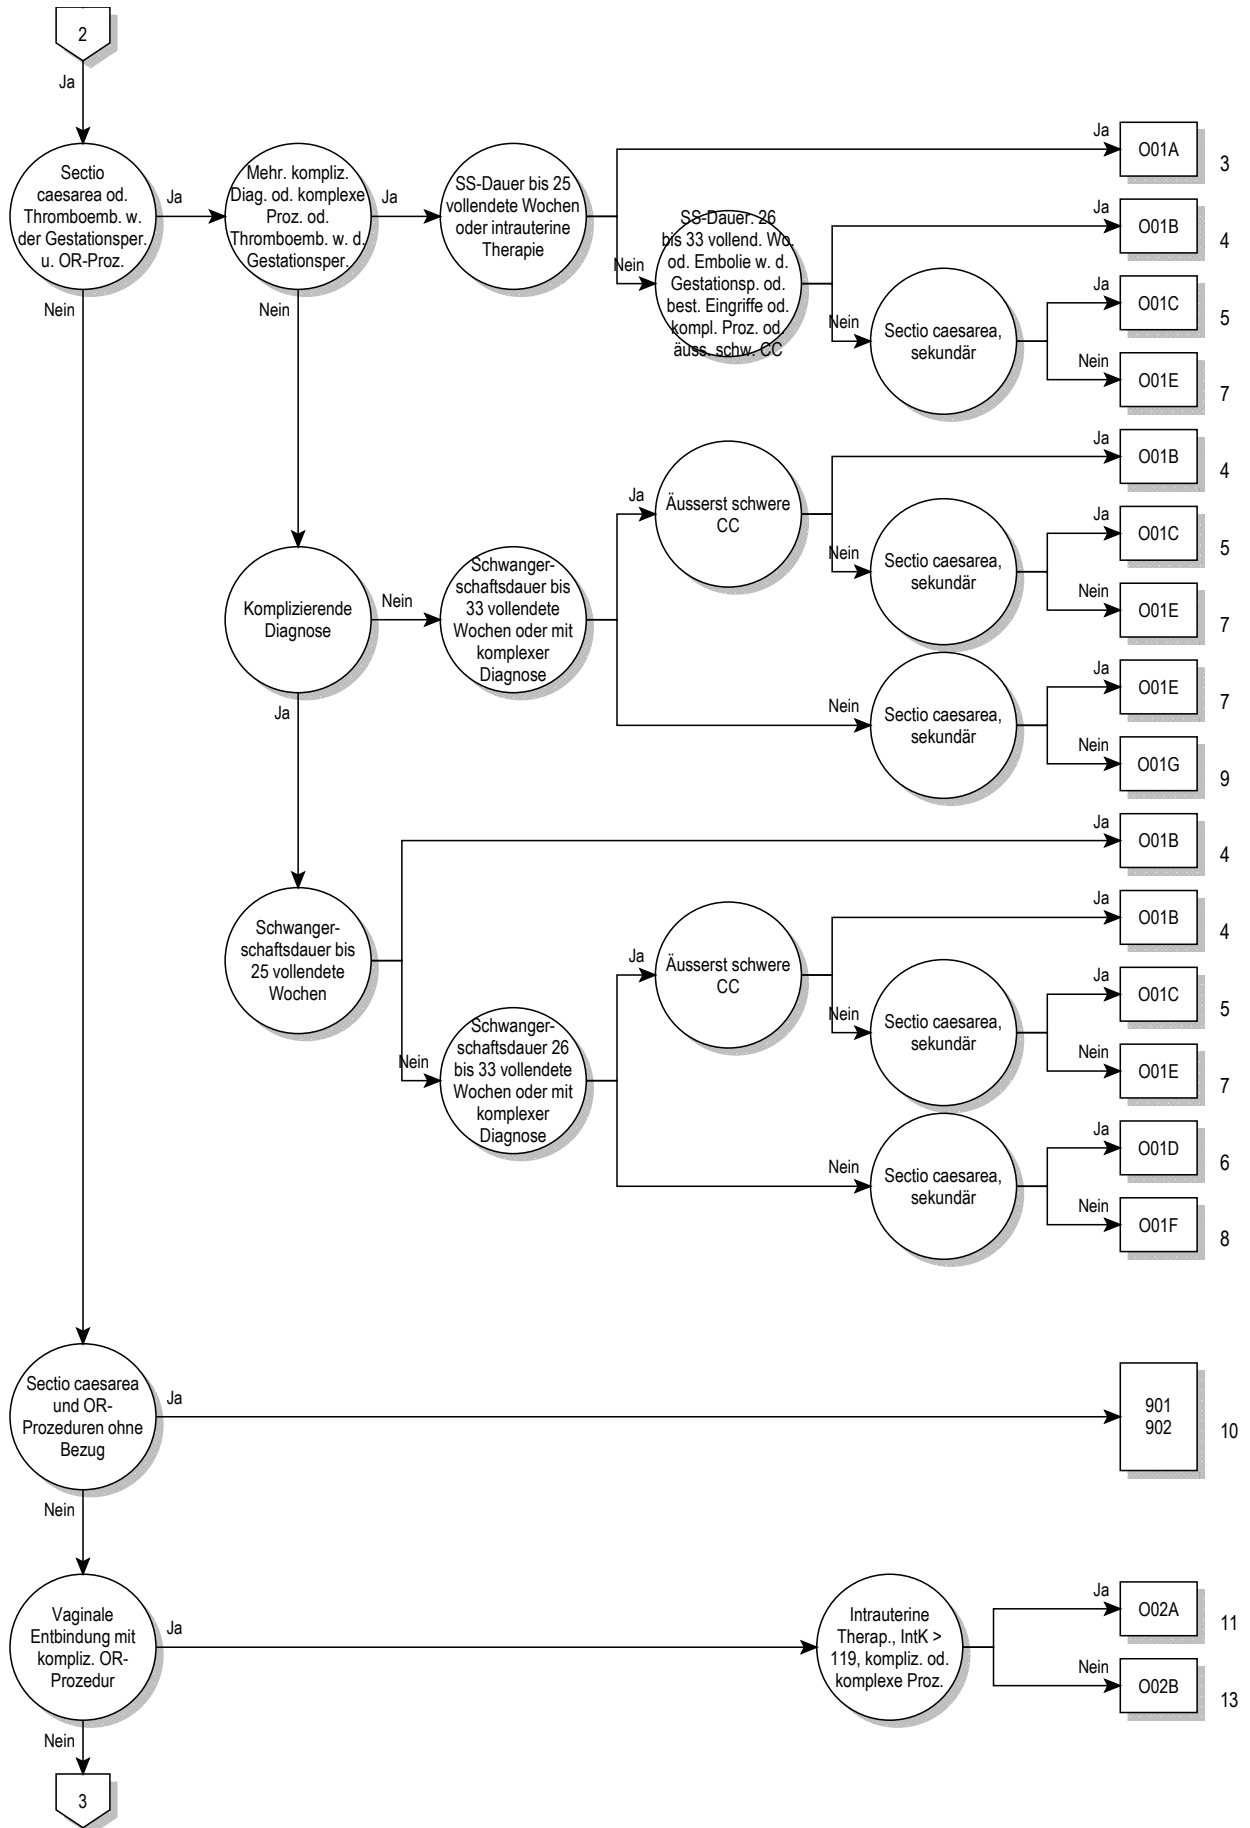 2
Ja
Sectio
caesarea od.
Thromboemb. w.
der Gestationsper.
u. OR-Proz.
Ja
Nein
Mehr. kompliz.
Diag. od. komplexe
Proz. od.
Thromboemb. w. d.
Gestationsper.
Ja
Nein
SS-Dauer bis 25
vollendete Wochen
oder intrauterine
Therapie
Ja
O01A
3
Nein
SS-Dauer. 26
bis 33 vollend. Wo.
od. Embolie w. d.
Gestationsp. od.
best. Eingriffe od.
kompl. Proz. od.
äuss. schw. CC
Ja
O01B
4
Nein
Sectio caesarea,
sekundär
Ja
O01C
5
Nein
O01E
7
Komplizierende
Diagnose
Nein
Ja
Schwanger-
schaftsdauer bis
33 vollendete
Wochen oder mit
komplexer
Diagnose
Ja
Äusserst schwere
CC
Ja
O01B
4
Nein
Sectio caesarea,
sekundär
Ja
O01C
5
Nein
O01E
7
Nein
Sectio caesarea,
sekundär
Ja
O01E
7
Nein
O01G
9
Schwanger-
schaftsdauer bis
25 vollendete
Wochen
Ja
O01B
4
Nein
Schwanger-
schaftsdauer 26
bis 33 vollendete
Wochen oder mit
komplexer
Diagnose
Ja
Äusserst schwere
CC
Ja
O01B
4
Nein
Sectio caesarea,
sekundär
Ja
O01C
5
Nein
O01E
7
Nein
Sectio caesarea,
sekundär
Ja
O01D
6
Nein
O01F
8
Sectio caesarea
und OR-
Prozeduren ohne
Bezug
Ja
901
902
10
Nein
Vaginale
Entbindung mit
kompliz. OR-
Prozedur
Ja
Intrauterine
Therap., IntK >
119, kompliz. od.
komplexe Proz.
Ja
O02A
11
Nein
O02B
13
Nein
3